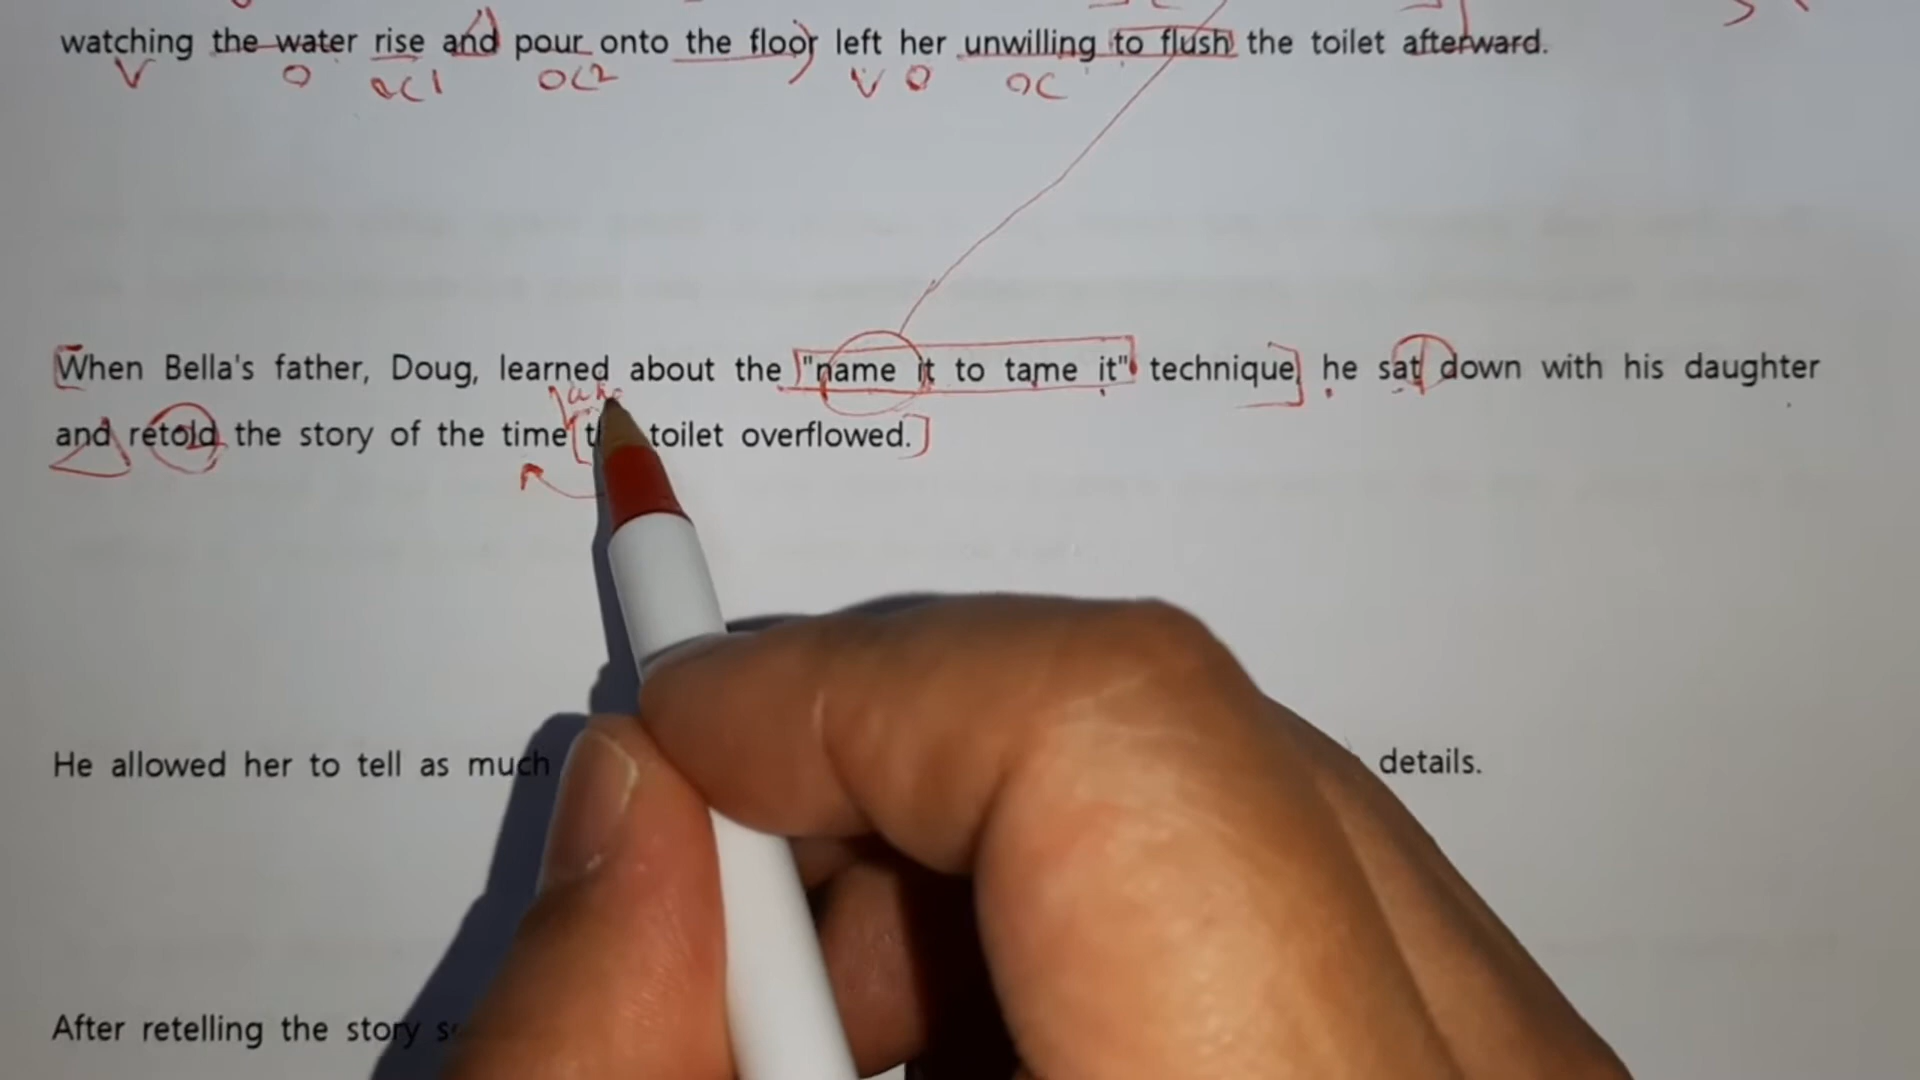 watching the water rise and pour onto the floor left her unwilling to flush the toilet afterward.
V O OC1 OC2 V O OC
When Bella's father, Doug, learned about the "name it to tame it" technique, he sat down with his daughter
and retold the story of the time toilet overflowed.
He allowed her to tell as much details.
After retelling the story